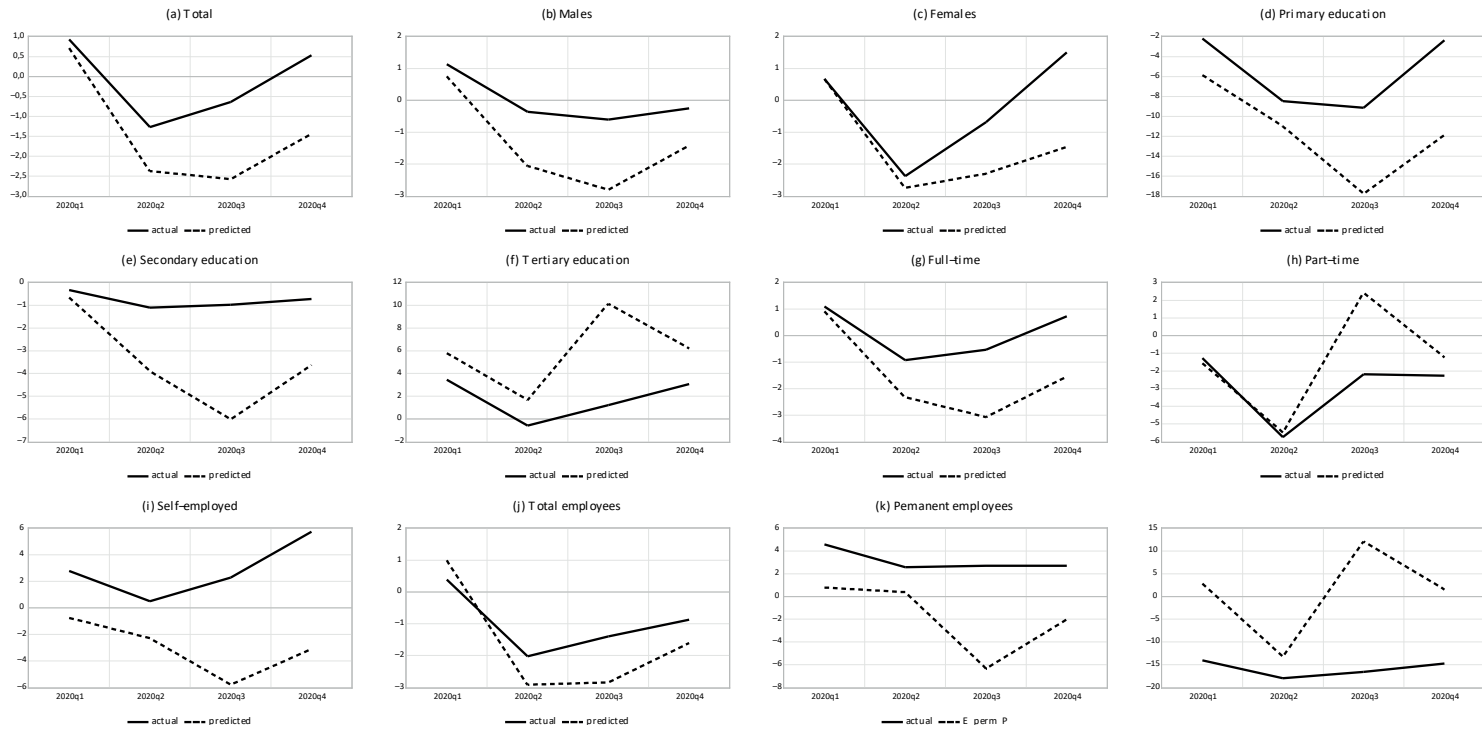 (a) Total
1,0
0,5
0,0
−0,5
−1,0
−1,5
−2,0
−2,5
−3,0
2020q1 2020q2 2020q3 2020q4
actual predicted
(b) Males
2
1
0
−1
−2
−3
2020q1 2020q2 2020q3 2020q4
actual predicted
(c) Females
2
1
0
−1
−2
−3
2020q1 2020q2 2020q3 2020q4
actual predicted
(d) Primary education
−2
−4
−6
−8
−10
−12
−14
−16
−18
2020q1 2020q2 2020q3 2020q4
actual predicted
(e) Secondary education
0
−1
−2
−3
−4
−5
−6
−7
2020q1 2020q2 2020q3 2020q4
actual predicted
(f) Tertiary education
12
10
8
6
4
2
0
−2
2020q1 2020q2 2020q3 2020q4
actual predicted
(g) Full−time
2
1
0
−1
−2
−3
−4
2020q1 2020q2 2020q3 2020q4
actual predicted
(h) Part−time
3
2
1
0
−1
−2
−3
−4
−5
−6
2020q1 2020q2 2020q3 2020q4
actual predicted
(i) Self−employed
6
4
2
0
−2
−4
−6
2020q1 2020q2 2020q3 2020q4
actual predicted
(j) Total employees
2
1
0
−1
−2
−3
2020q1 2020q2 2020q3 2020q4
actual predicted
(k) Pemanent employees
6
4
2
0
−2
−4
−6
−8
2020q1 2020q2 2020q3 2020q4
actual E_perm_P
15
10
5
0
−5
−10
−15
−20
2020q1 2020q2 2020q3 2020q4
actual predicted